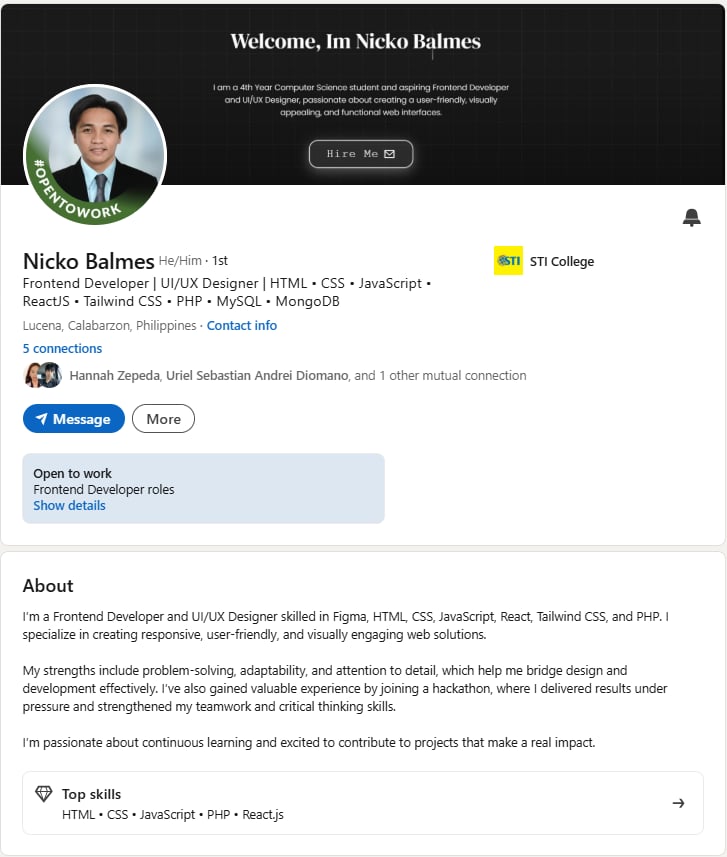 Welcome, Im Nicko Balmes
I am a 4th Year Computer Science student and aspiring Frontend Developer
and UI/UX Designer, passionate about creating a user-friendly, visually
appealing, and functional web interfaces.
Hire Me
#OPENTOWORK
Nicko Balmes He/Him · 1st
STI STI College
Frontend Developer | UI/UX Designer | HTML • CSS • JavaScript •
ReactJS • Tailwind CSS • PHP • MySQL • MongoDB
Lucena, Calabarzon, Philippines · Contact info
5 connections
Hannah Zepeda, Uriel Sebastian Andrei Diomano, and 1 other mutual connection
Message More
Open to work
Frontend Developer roles
Show details
About
I'm a Frontend Developer and UI/UX Designer skilled in Figma, HTML, CSS, JavaScript, React, Tailwind CSS, and PHP. I
specialize in creating responsive, user-friendly, and visually engaging web solutions.
My strengths include problem-solving, adaptability, and attention to detail, which help me bridge design and
development effectively. I've also gained valuable experience by joining a hackathon, where I delivered results under
pressure and strengthened my teamwork and critical thinking skills.
I'm passionate about continuous learning and excited to contribute to projects that make a real impact.
Top skills
HTML • CSS • JavaScript • PHP • React.js